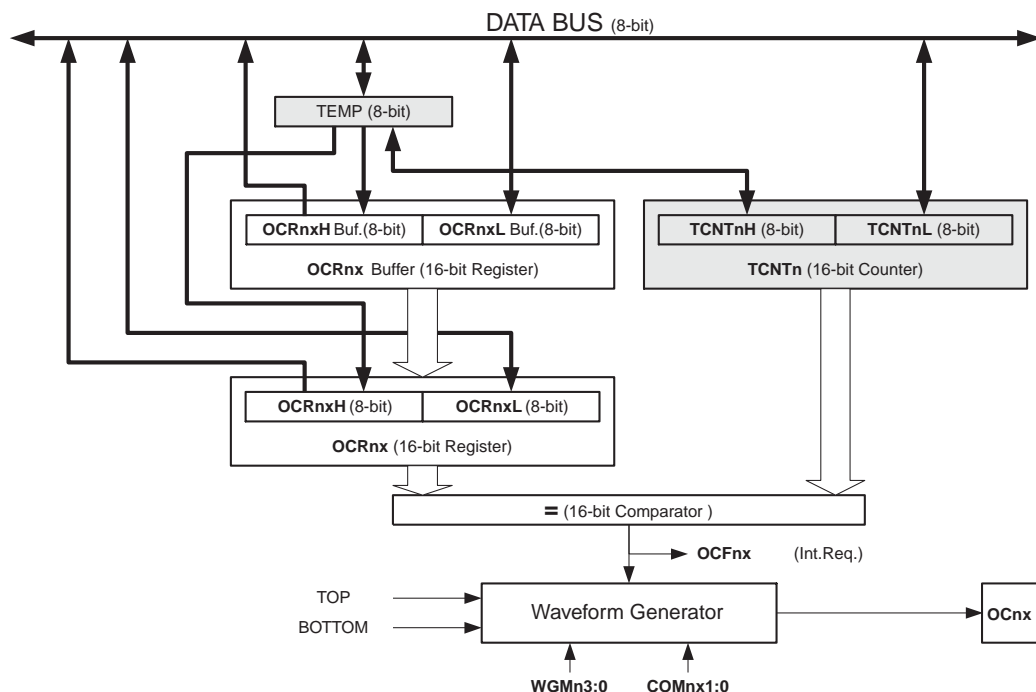 DATA BUS (8-bit)
TEMP (8-bit)
OCRnxH Buf.(8-bit) OCRnxL Buf.(8-bit)
OCRnx Buffer (16-bit Register)
TCNTnH (8-bit) TCNTnL (8-bit)
TCNTn (16-bit Counter)
OCRnxH (8-bit) OCRnxL (8-bit)
OCRnx (16-bit Register)
= (16-bit Comparator )
OCFnx (Int.Req.)
TOP
BOTTOM
Waveform Generator
OCnx
WGMn3:0 COMnx1:0